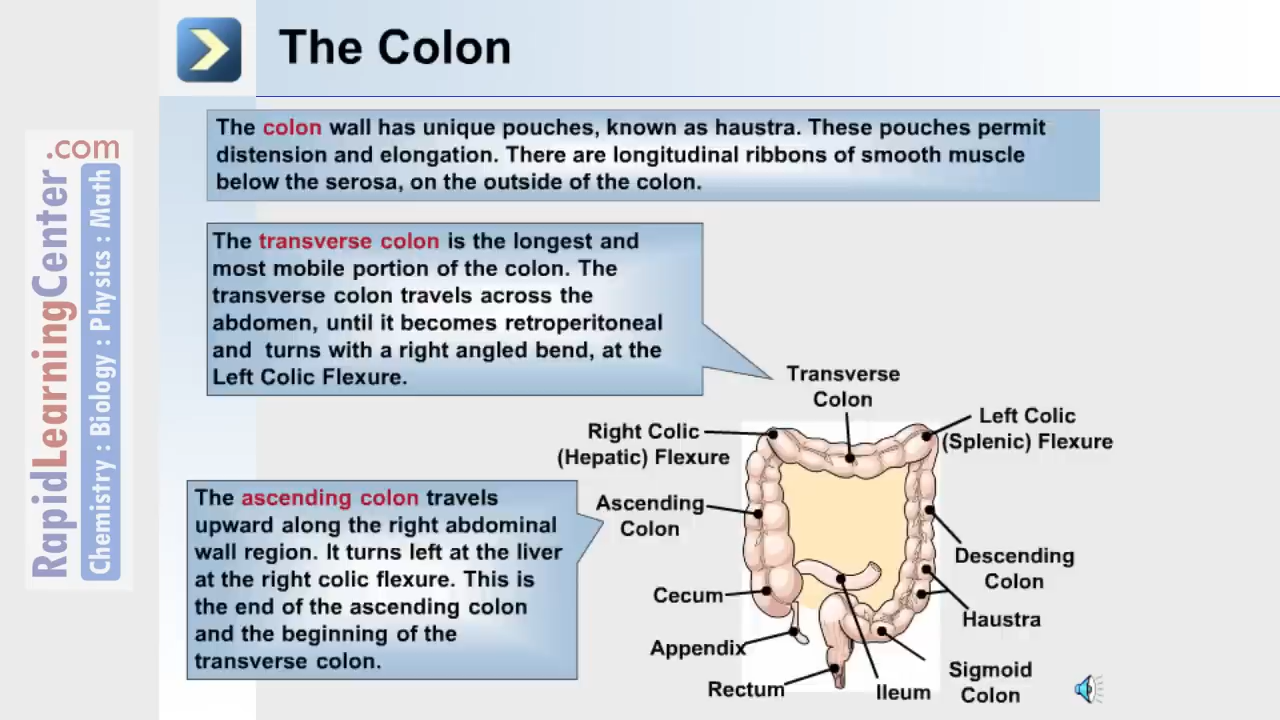 The Colon
The colon wall has unique pouches, known as haustra. These pouches permit
distension and elongation. There are longitudinal ribbons of smooth muscle
below the serosa, on the outside of the colon.
The transverse colon is the longest and
most mobile portion of the colon. The
transverse colon travels across the
abdomen, until it becomes retroperitoneal
and turns with a right angled bend, at the
Left Colic Flexure.
The ascending colon travels
upward along the right abdominal
wall region. It turns left at the liver
at the right colic flexure. This is
the end of the ascending colon
and the beginning of the
transverse colon.
Transverse
Colon
Right Colic
(Hepatic) Flexure
Left Colic
(Splenic) Flexure
Ascending
Colon
Descending
Colon
Cecum
Haustra
Appendix
Rectum
Ileum
Sigmoid
Colon
RapidLearningCenter
.com
Chemistry : Biology : Physics : Math